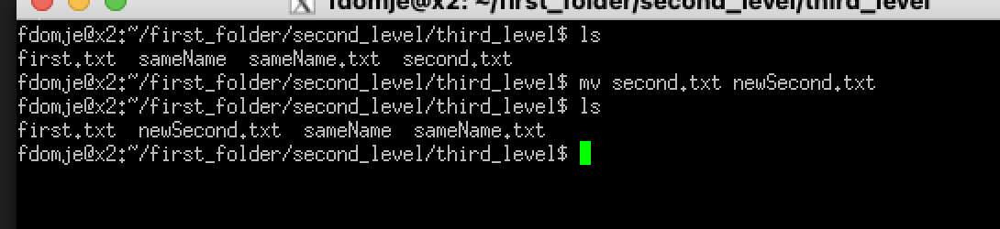 fdomje@x2: ~/first_folder/second_level/third_level
fdomje@x2:~/first_folder/second_level/third_level$ ls
first.txt  sameName  sameName.txt  second.txt
fdomje@x2:~/first_folder/second_level/third_level$ mv second.txt newSecond.txt
fdomje@x2:~/first_folder/second_level/third_level$ ls
first.txt  newSecond.txt  sameName  sameName.txt
fdomje@x2:~/first_folder/second_level/third_level$